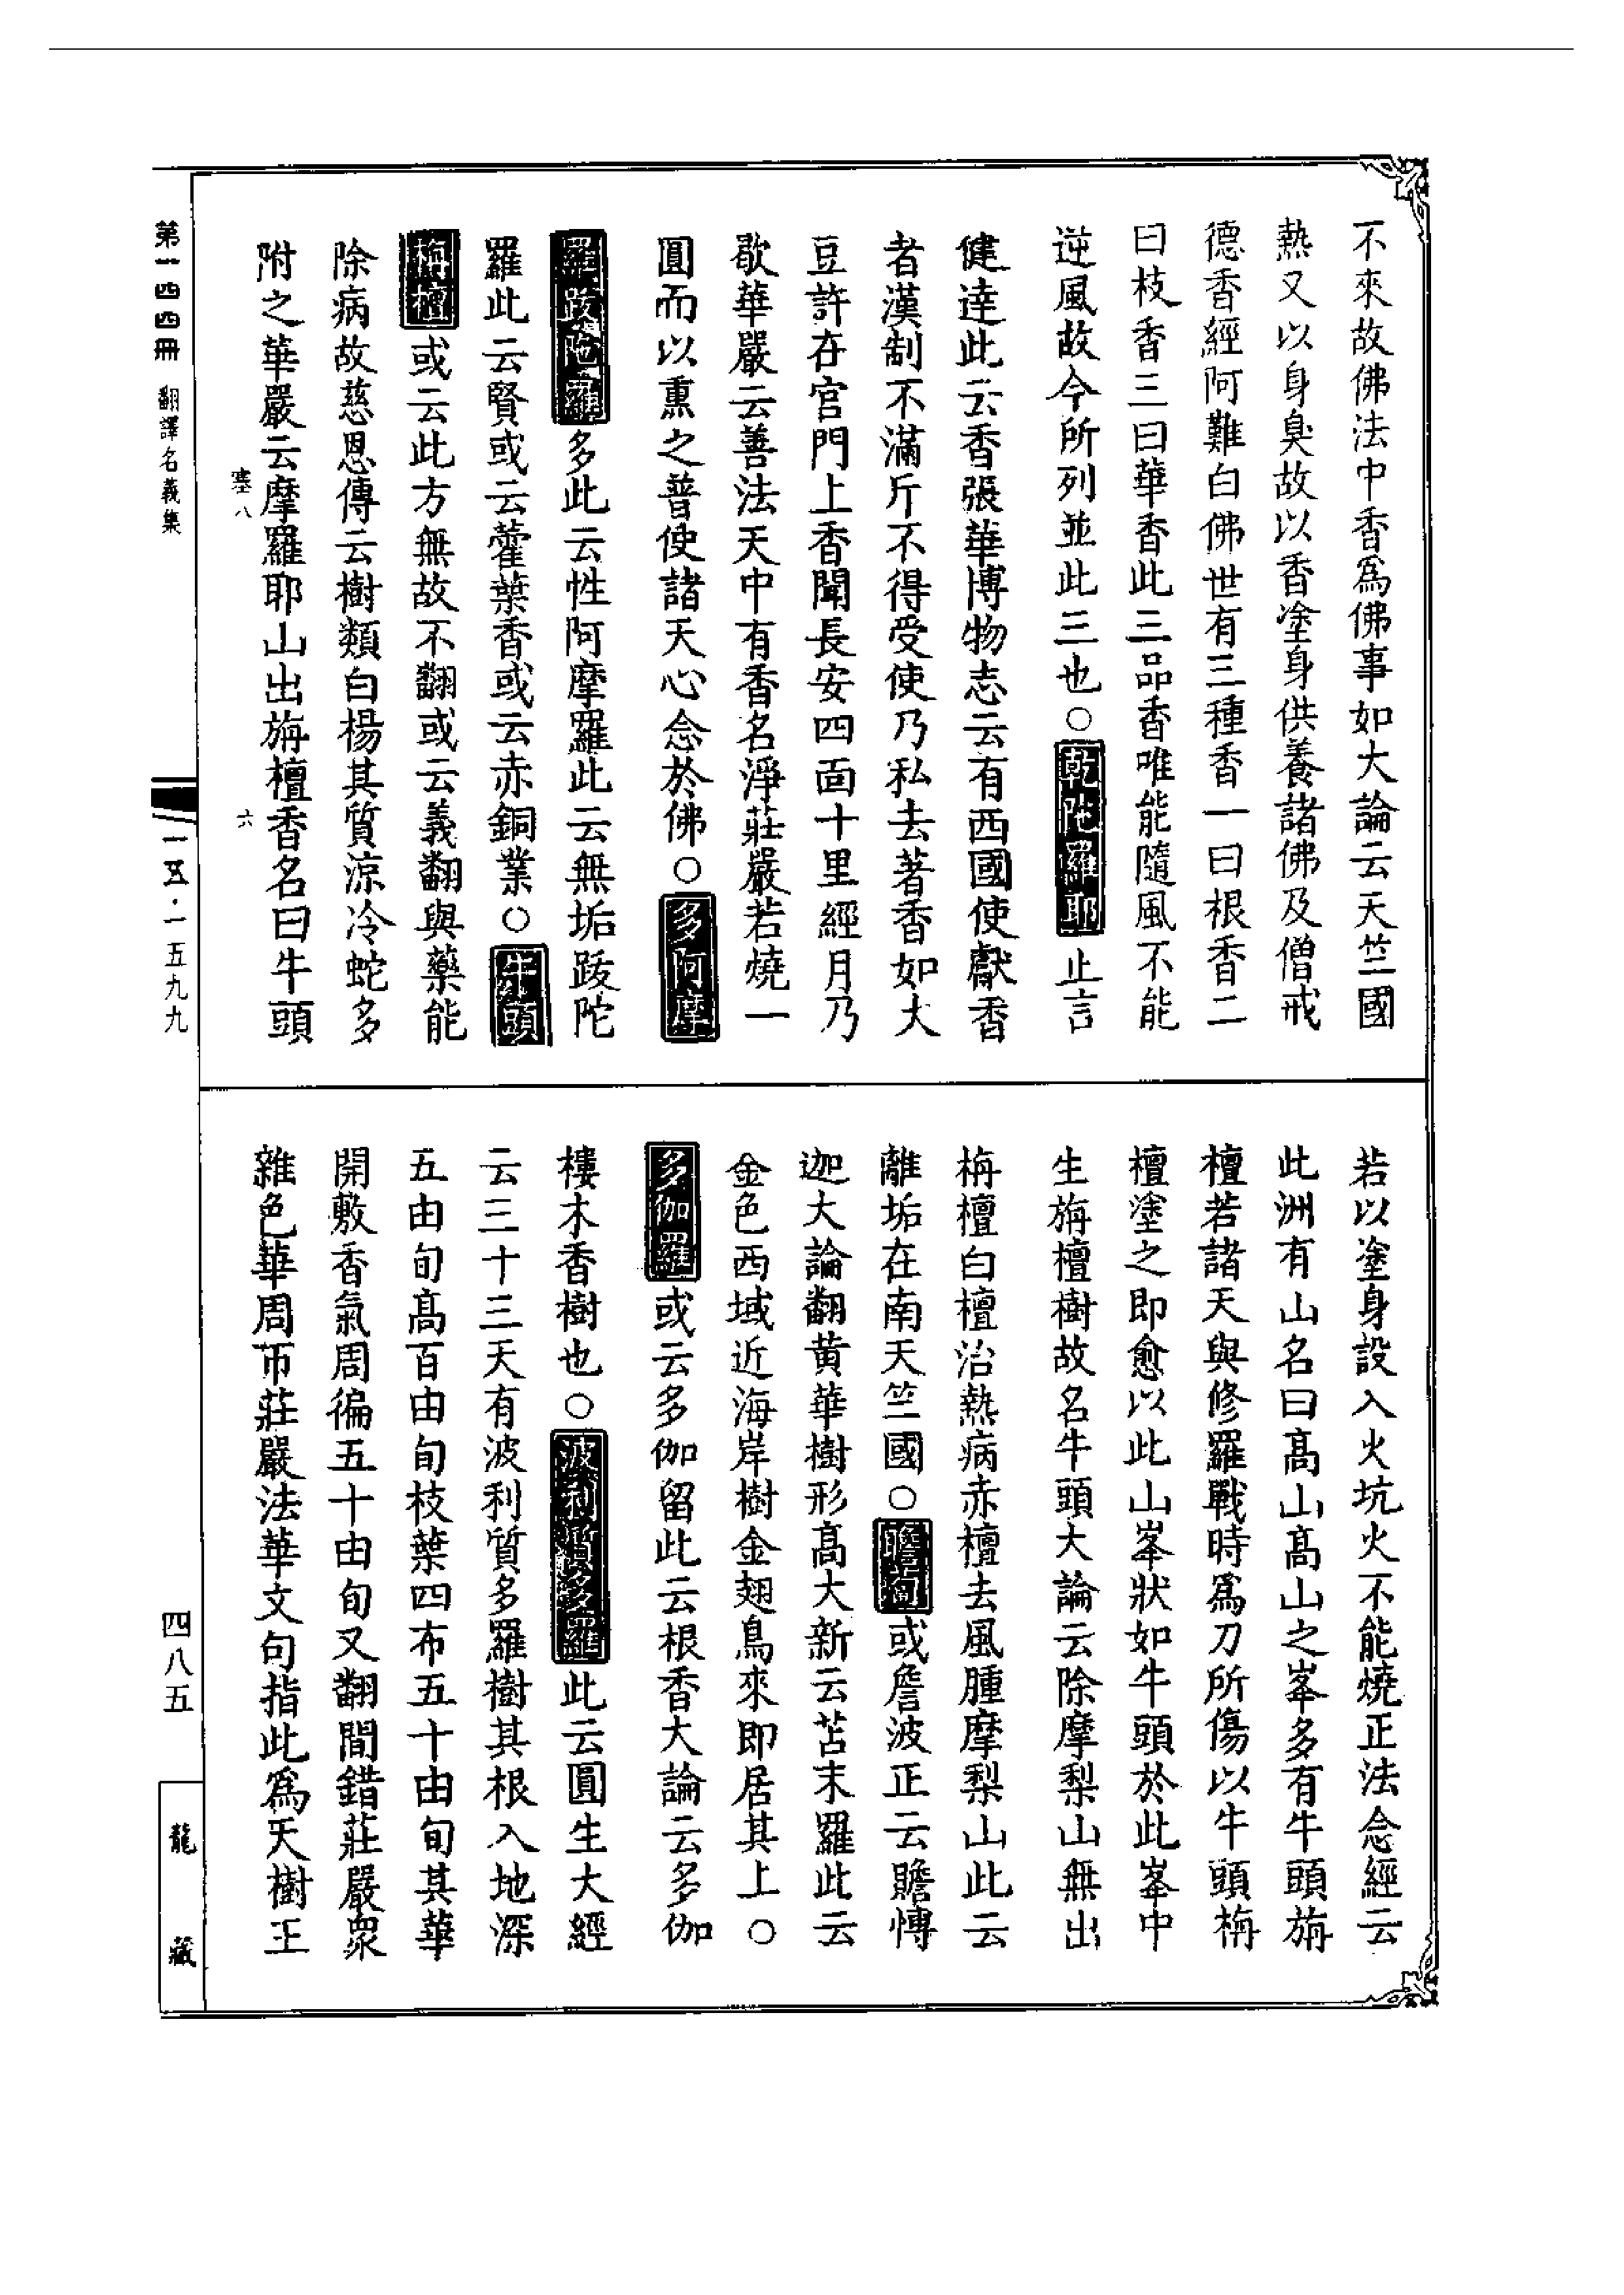 不來故佛法中香爲佛事如大論云天竺國
熱又以身臭故以香塗身供養諸佛及僧戒
德香經阿難白佛世有三種香一曰根香二
曰枝香三曰華香此三品香唯能隨風不能
逆風故今所列並此三也○乾陀羅耶止言
健達此云香張華博物志云有西國使獻香
者漢制不滿斤不得受使乃私去著香如大
豆許在官門上香聞長安四面十里經月乃
歇華嚴云善法天中有香名淨莊嚴若燒一
圓而以熏之普使諸天心念於佛○多阿摩
羅跋陀羅多此云性阿摩羅此云無垢跋陀
羅此云賢或云藿葉香或云赤銅業○牛頭
栴檀或云此方無故不翻或云義翻與藥能
除病故慈恩傳云樹類白楊其質涼冷蛇多
附之華嚴云摩羅耶山出旃檀香名曰牛頭
若以塗身設入火坑火不能燒正法念經云
此洲有山名曰高山高山之峯多有牛頭旃
檀若諸天與修羅戰時爲刀所傷以牛頭栴
檀塗之即愈以此山峯狀如牛頭於此峯中
生旃檀樹故名牛頭大論云除摩梨山無出
栴檀白檀治熱病赤檀去風腫摩梨山此云
離垢在南天竺國○瞻蔔或詹波正云瞻愽
迦大論翻黃華樹形高大新云苫末羅此云
金色西域近海岸樹金翅鳥來即居其上○
多伽羅或云多伽留此云根香大論云多伽
樓木香樹也○波利質多羅此云圓生大經
云三十三天有波利質多羅樹其根入地深
五由旬高百由旬枝葉四布五十由旬其華
開敷香氣周徧五十由旬又翻間錯莊嚴衆
雜色華周帀莊嚴法華文句指此爲天樹王
塞八
六
第一四四冊 翻譯名義集
一五·一五九九
四八五
龍藏